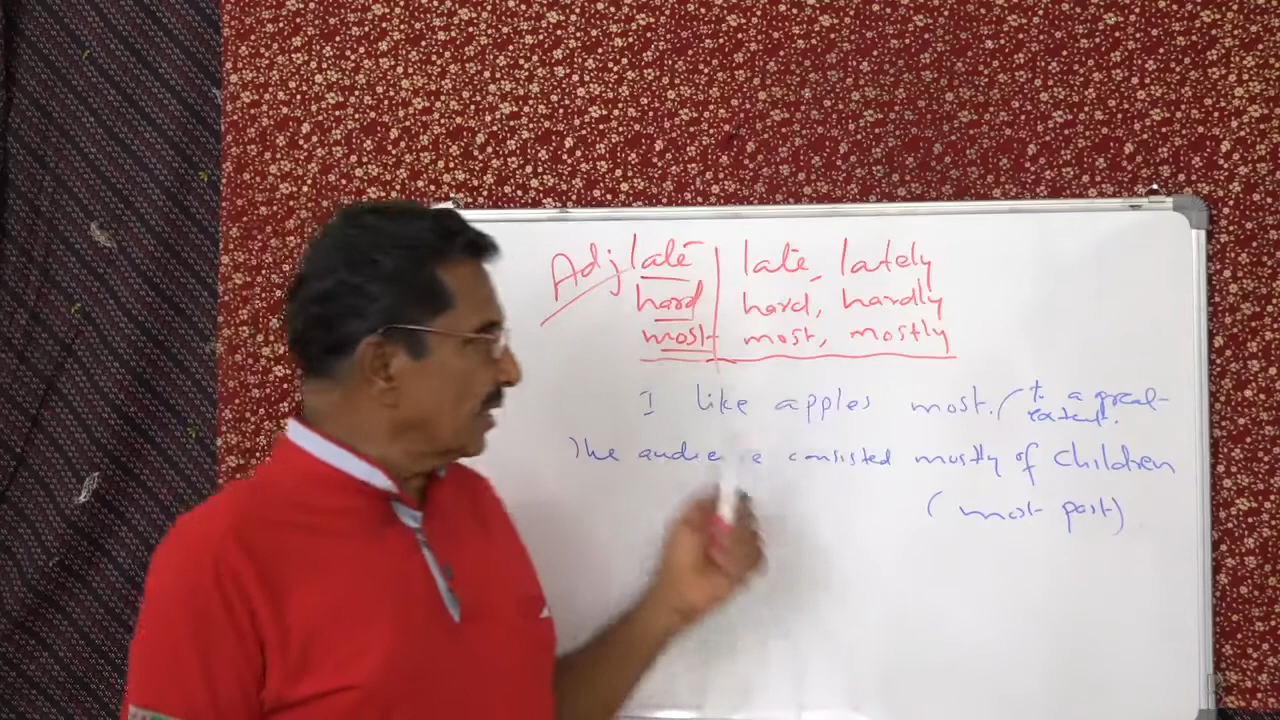 Adj late | late, lately
hard | hard, hardly
most | most, mostly
I like apples most. (to a great
extent.
The audie e consisted mostly of children
(most part)